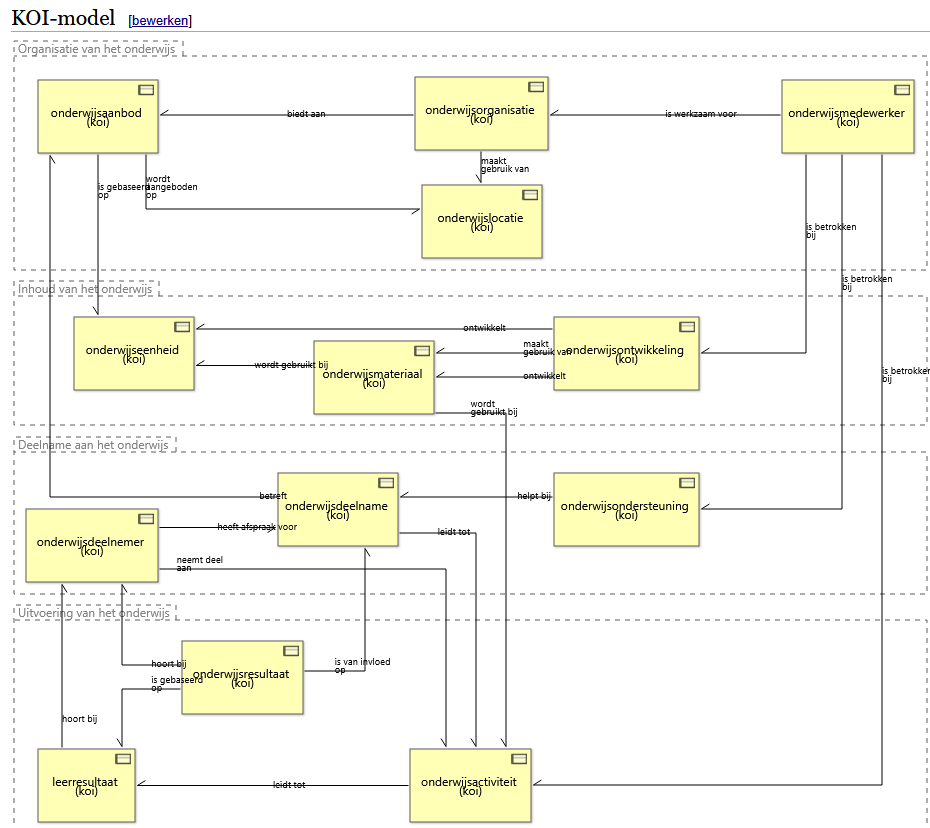 KOI-model [bewerken]
Organisatie van het onderwijs
onderwijsaanbod
(koi)
biedt aan
onderwijsorganisatie
(koi)
is werkzaam voor
onderwijsmedewerker
(koi)
maakt
gebruik van
is gebaseerd
op
wordt
aangeboden
op
onderwijslocatie
(koi)
is betrokken
bij
is betrokken
bij
is betrokken
bij
Inhoud van het onderwijs
onderwijseenheid
(koi)
ontwikkelt
wordt gebruikt bij
onderwijsmateriaal
(koi)
maakt
gebruik van
ontwikkelt
onderwijsontwikkeling
(koi)
wordt
gebruikt bij
Deelname aan het onderwijs
betreft
onderwijsdeelname
(koi)
helpt bij
onderwijsondersteuning
(koi)
onderwijsdeelnemer
(koi)
heeft afspraak voor
leidt tot
neemt deel
aan
Uitvoering van het onderwijs
hoort bij
is gebaseerd
op
onderwijsresultaat
(koi)
is van invloed
op
hoort bij
leerresultaat
(koi)
leidt tot
onderwijsactiviteit
(koi)